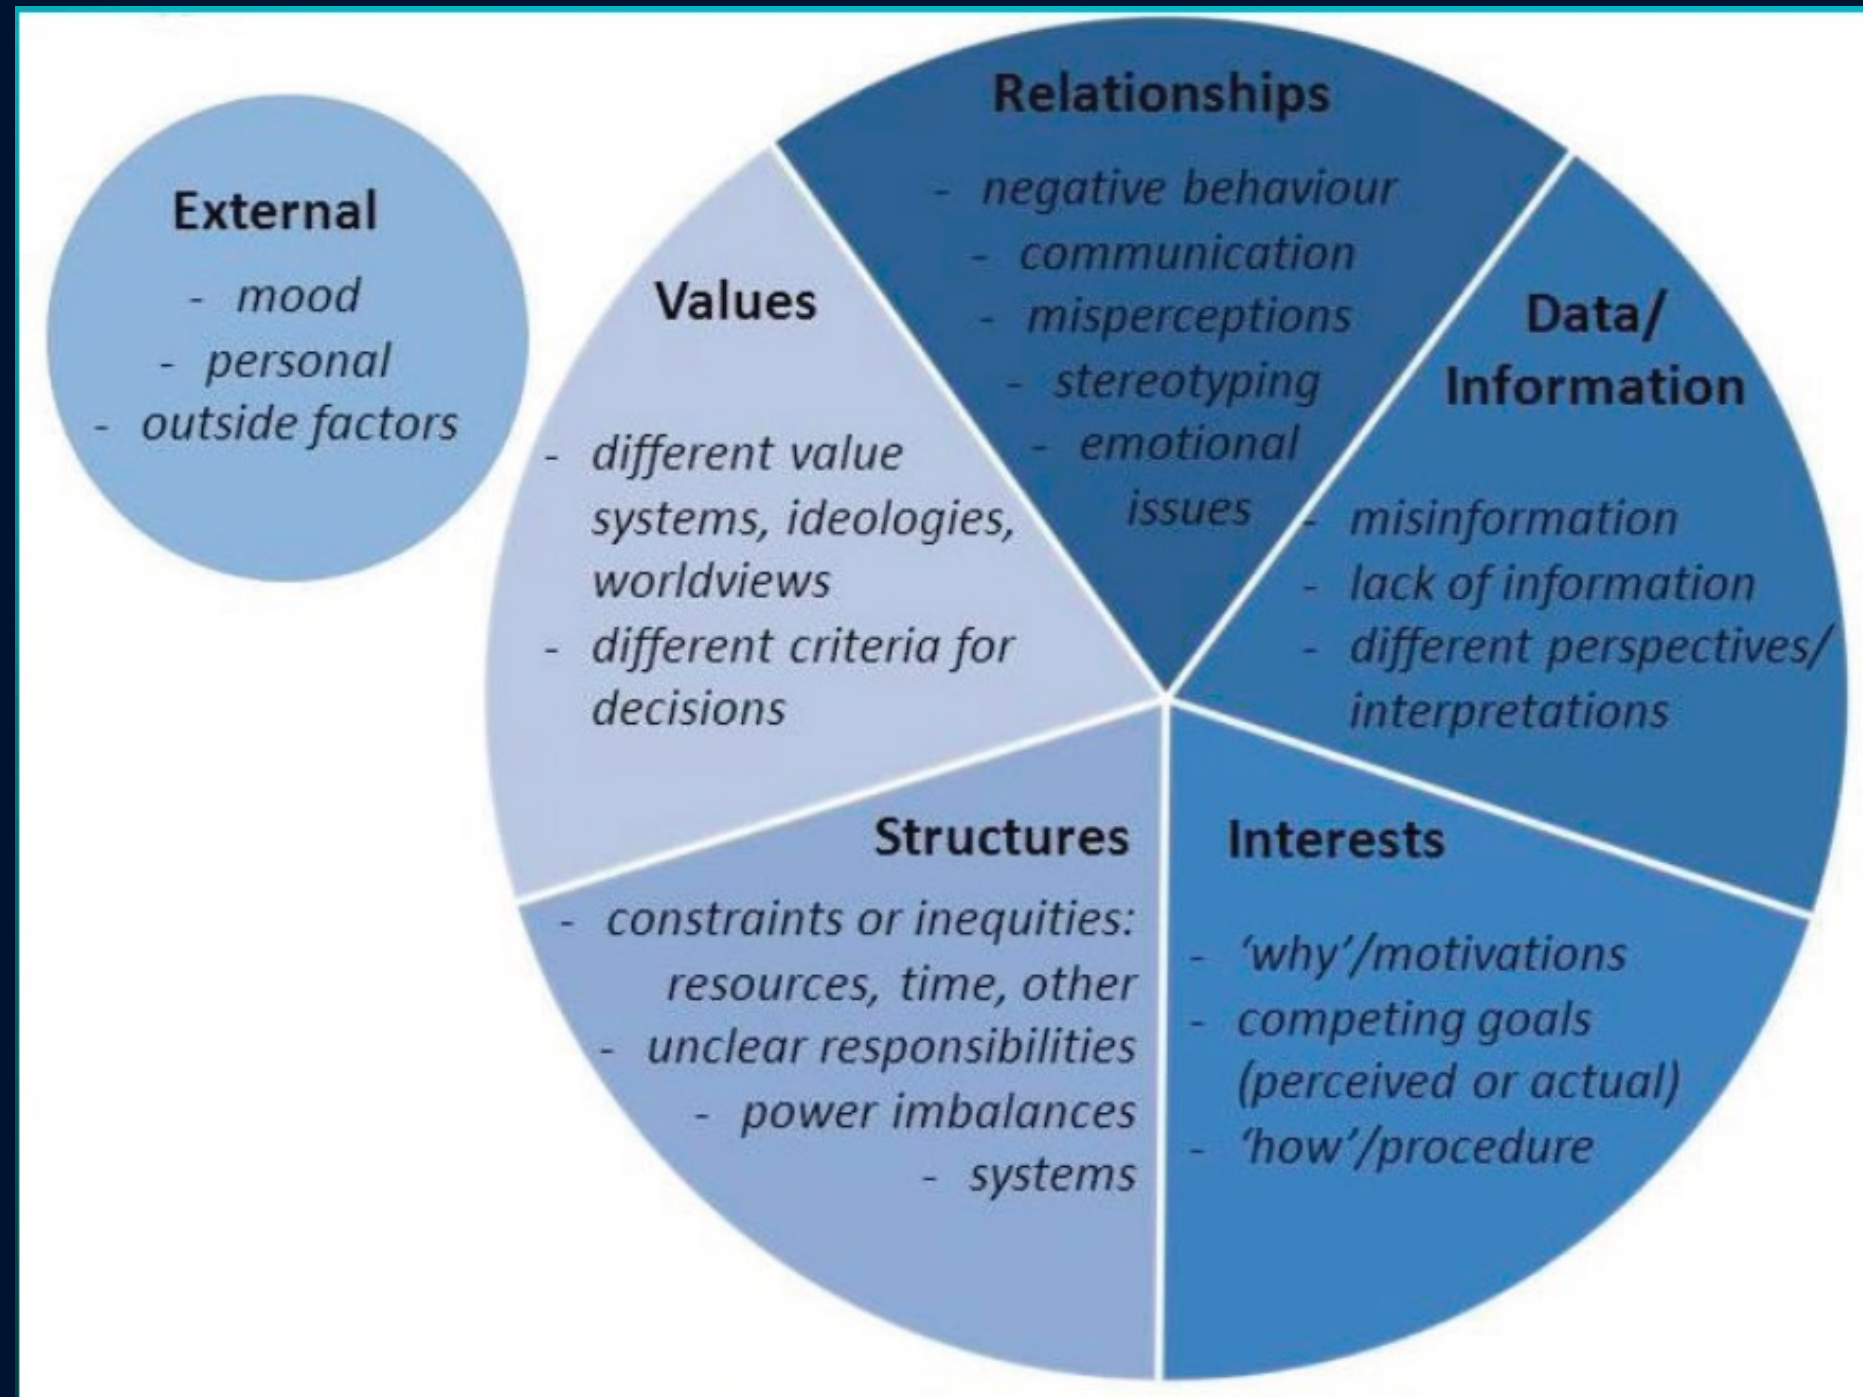 External
- mood
- personal
- outside factors
Relationships
- negative behaviour
- communication
- misperceptions
- stereotyping
- emotional
issues
Data/
Information
- misinformation
- lack of information
- different perspectives/
interpretations
Interests
- ‘why’/motivations
- competing goals
(perceived or actual)
- ‘how’/procedure
Structures
- constraints or inequities:
resources, time, other
- unclear responsibilities
- power imbalances
- systems
Values
- different value
systems, ideologies,
worldviews
- different criteria for
decisions